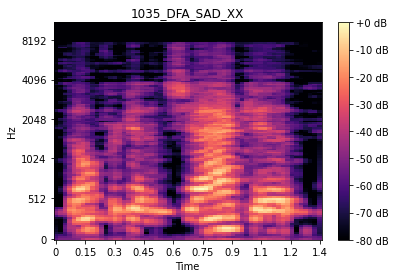 1035_DFA_SAD_XX
+0 dB
8192
-10 dB
4096
-20 dB
-30 dB
2048
Hz
-40 dB
1024
-50 dB
512
-60 dB
-70 dB
0
-80 dB
0 0.15 0.3 0.45 0.6 0.75 0.9 1.1 1.2 1.4
Time